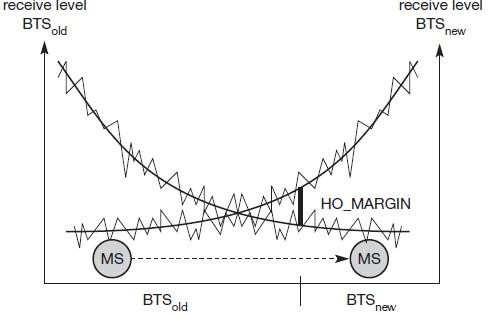 receive level
BTSold
receive level
BTSnew
HO_MARGIN
MS
MS
BTSold
BTSnew